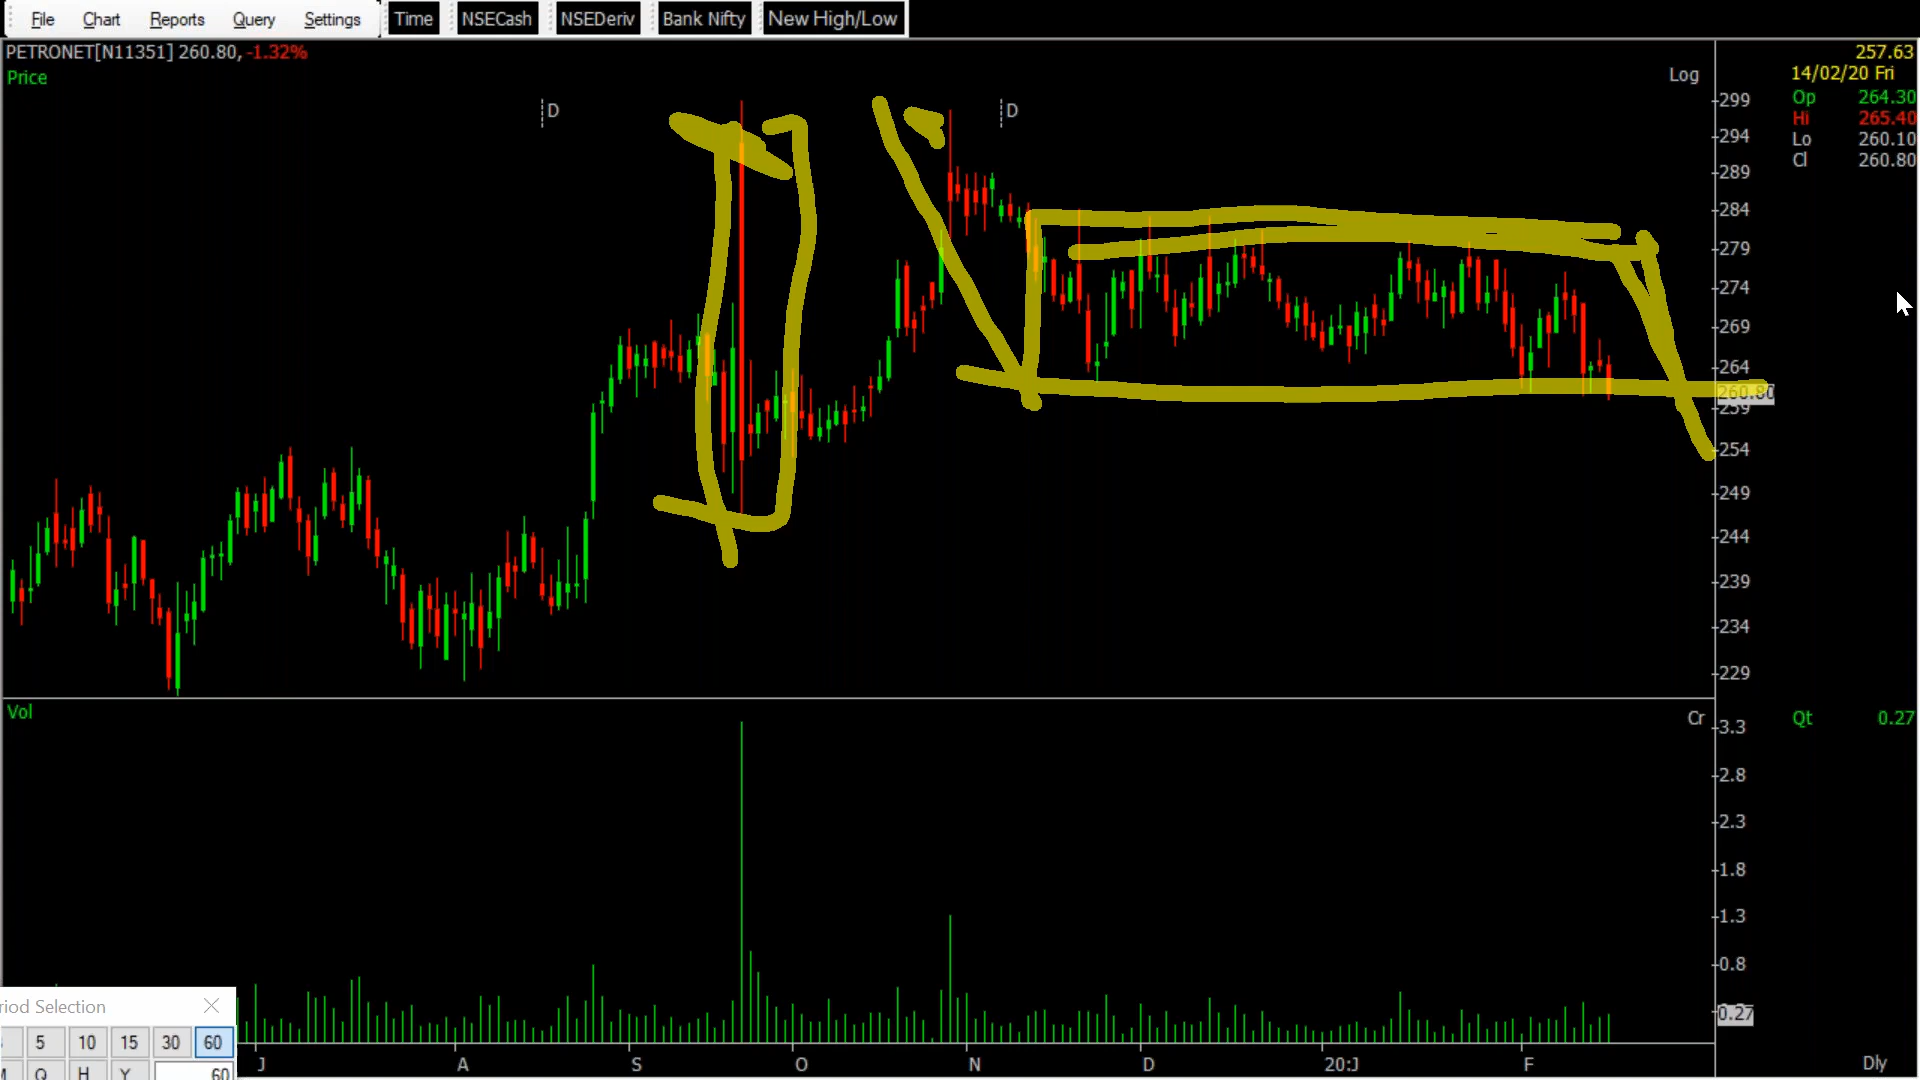 File Chart Reports Query Settings Time NSECash NSEDeriv Bank Nifty New High/Low
PETRONET[N11351] 260.80, -1.32%
257.63
Price
14/02/20 Fri
Log
D
D
Op 264.30
Hi 265.40
Lo 260.10
Cl 260.80
299
294
289
284
279
274
269
264
260.80
259
254
249
244
239
234
229
Vol
Cr
Qt 0.27
3.3
2.8
2.3
1.8
1.3
0.8
0.27
riod Selection
5 10 15 30 60
Q H Y 60
J A S O N D 20:J F
Dly